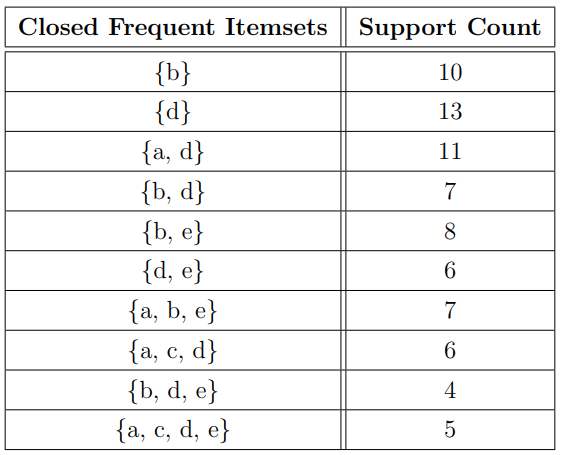 Closed Frequent Itemsets Support Count
{b} 10
{d} 13
{a, d} 11
{b, d} 7
{b, e} 8
{d, e} 6
{a, b, e} 7
{a, c, d} 6
{b, d, e} 4
{a, c, d, e} 5